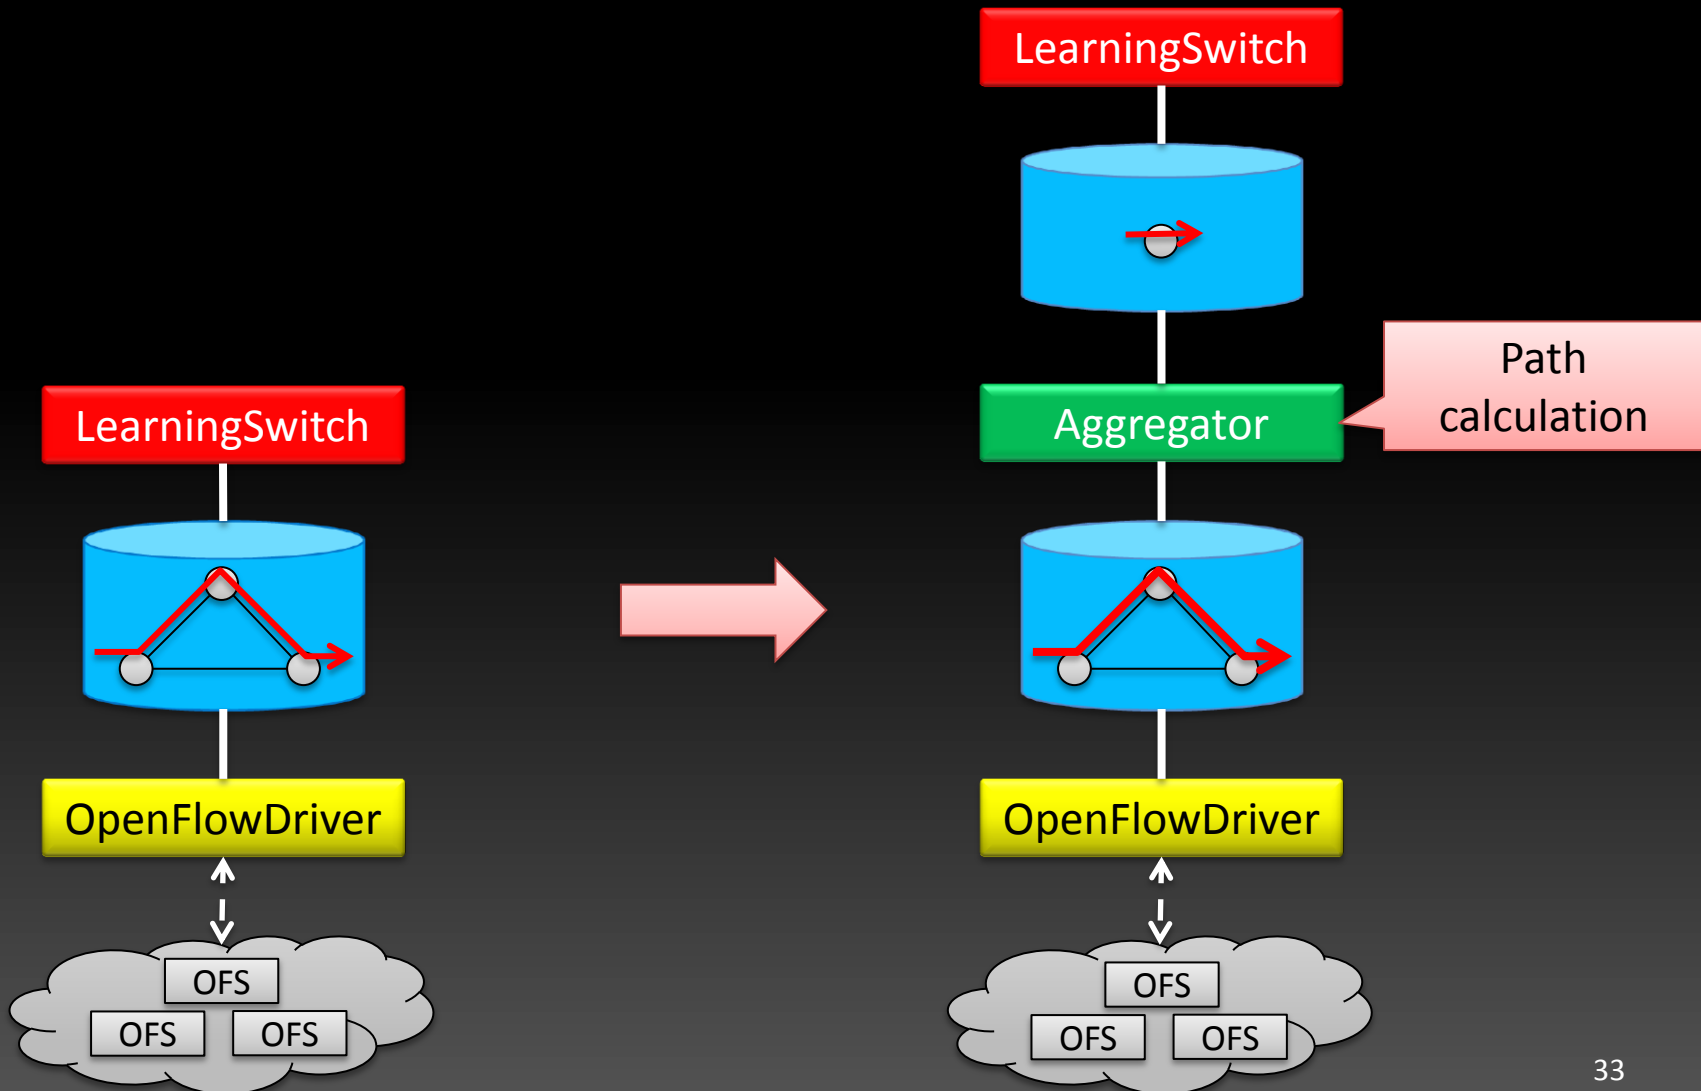 LearningSwitch
OpenFlowDriver
OFS
OFS OFS
LearningSwitch
Aggregator
Path
calculation
OpenFlowDriver
OFS
OFS OFS
33